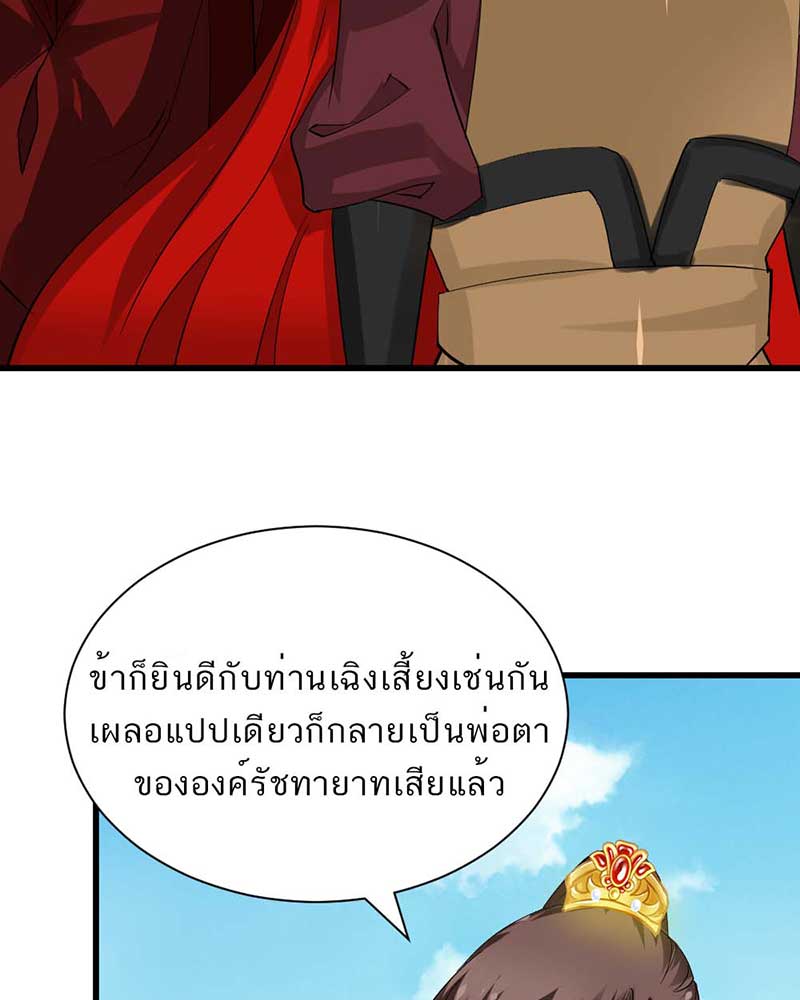 ข้าก็ยินดีกับท่านเฉิงเสี้ยงเช่นกัน
เผลอแปปเดียวก็กลายเป็นพ่อตา
ขององค์รัชทายาทเสียแล้ว